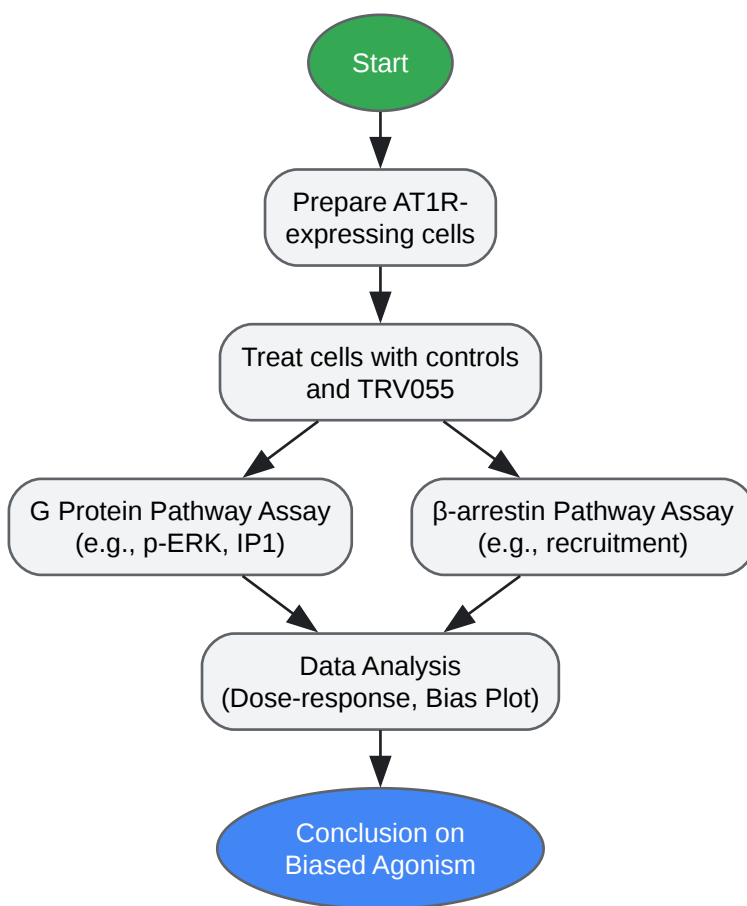 Start
Prepare AT1R-
expressing cells
Treat cells with controls
and TRV055
G Protein Pathway Assay
(e.g., p-ERK, IP1)
β-arrestin Pathway Assay
(e.g., recruitment)
Data Analysis
(Dose-response, Bias Plot)
Conclusion on
Biased Agonism